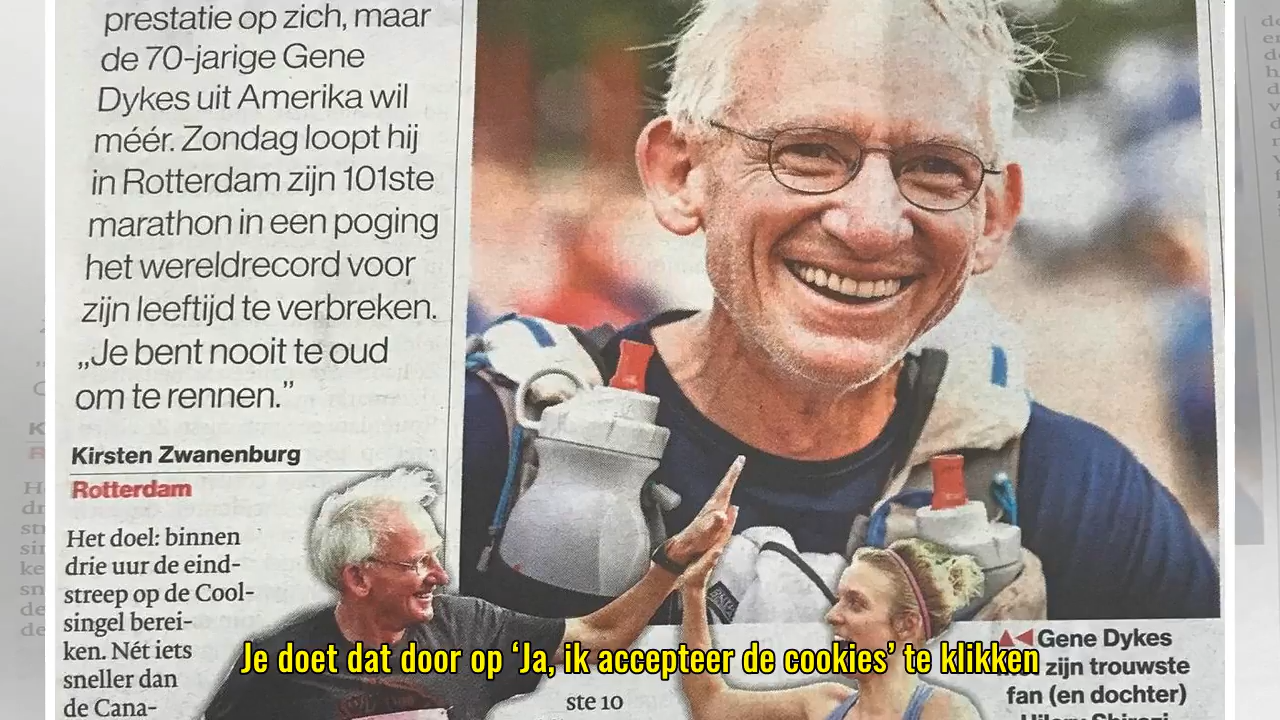 prestatie op zich, maar
de 70-jarige Gene
Dykes uit Amerika wil
méér. Zondag loopt hij
in Rotterdam zijn 101ste
marathon in een poging
het wereldrecord voor
zijn leeftijd te verbreken.
„Je bent nooit te oud
om te rennen.”
Kirsten Zwanenburg
Rotterdam
Het doel: binnen
drie uur de eind-
streep op de Cool-
singel berei-
ken. Nét iets
sneller dan
de Cana-
ste 10
Gene Dykes
zijn trouwste
fan (en dochter)
Je doet dat door op ‘Ja, ik accepteer de cookies’ te klikken